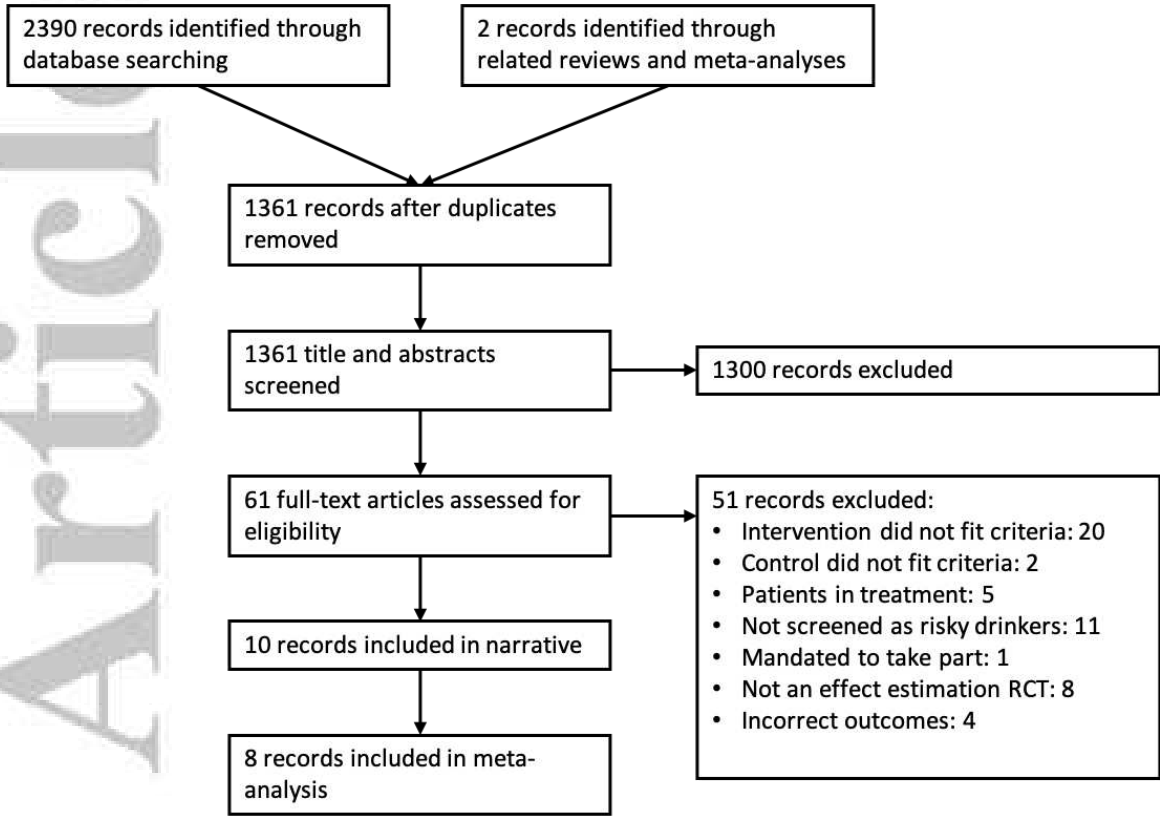 2390 records identified through
database searching
2 records identified through
related reviews and meta-analyses
1361 records after duplicates
removed
1361 title and abstracts
screened
1300 records excluded
61 full-text articles assessed for
eligibility
51 records excluded:
• Intervention did not fit criteria: 20
• Control did not fit criteria: 2
• Patients in treatment: 5
• Not screened as risky drinkers: 11
• Mandated to take part: 1
• Not an effect estimation RCT: 8
• Incorrect outcomes: 4
10 records included in narrative
8 records included in meta-
analysis
Article